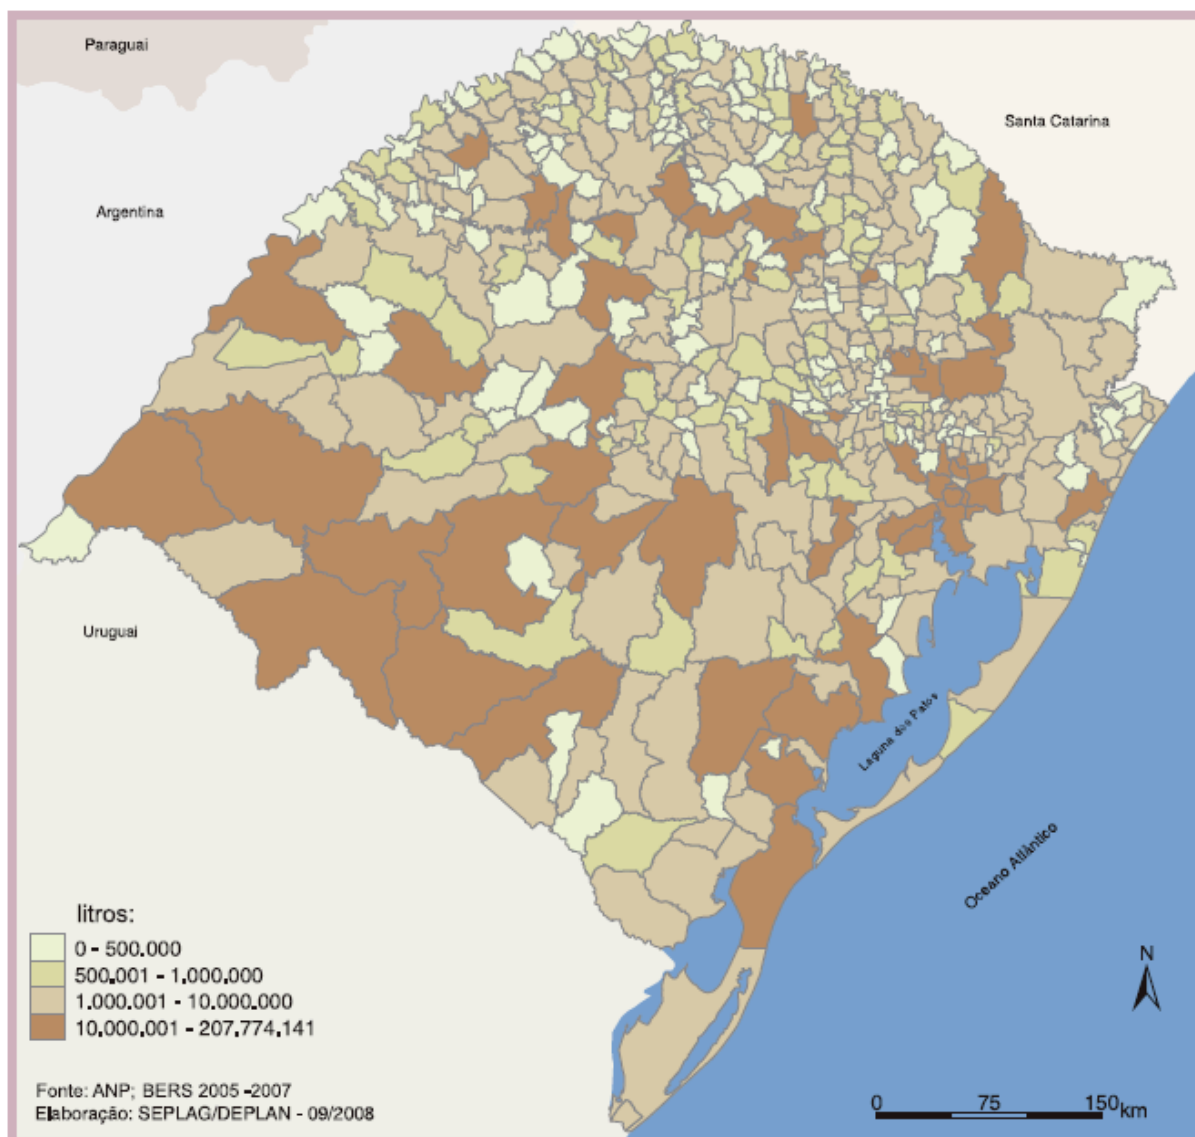 Paraguai
Santa Catarina
Argentina
Uruguai
Laguna dos Patos
Oceano Atlântico
litros:
0 - 500.000
500.001 - 1.000.000
1.000.001 - 10.000.000
10.000.001 - 207.774.141
N
Fonte: ANP; BERS 2005 -2007
Elaboração: SEPLAG/DEPLAN - 09/2008
0 75 150 km